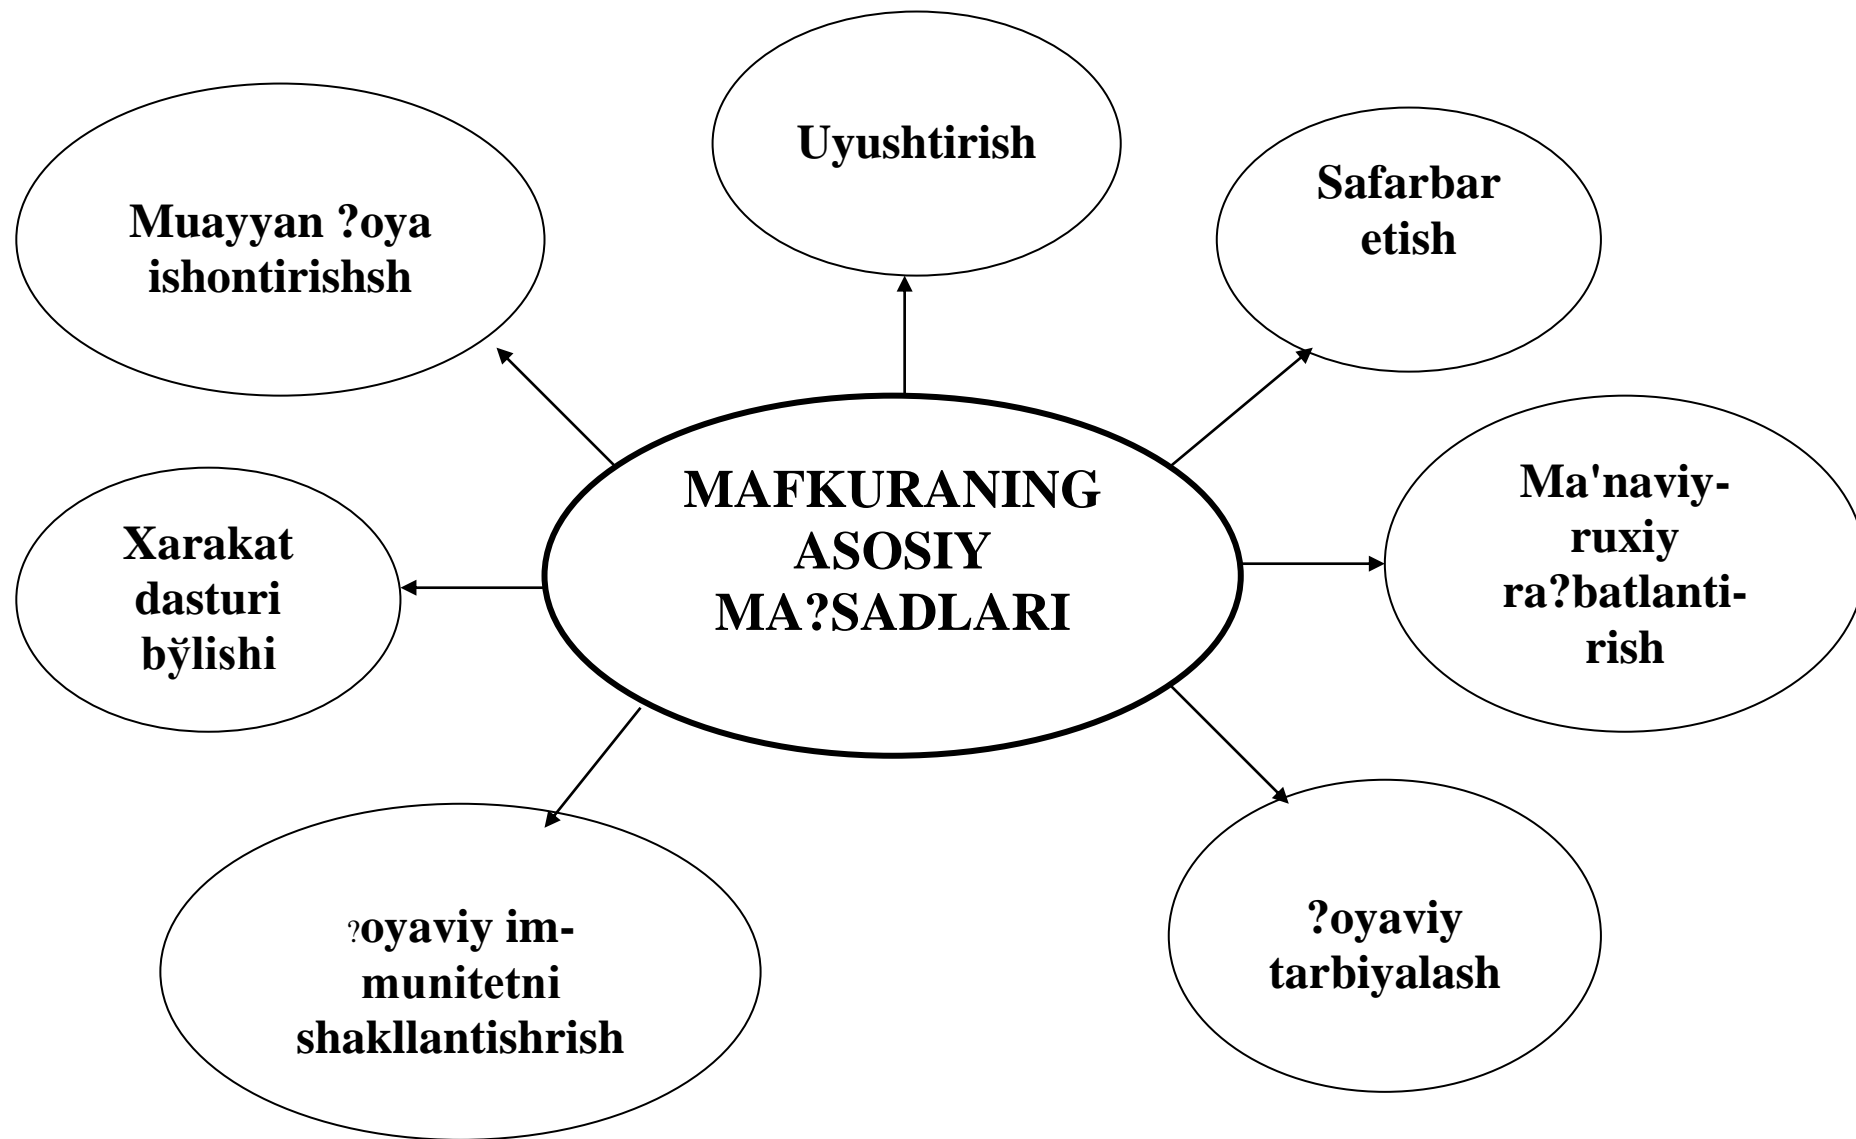 Uyushtirish
Safarbar
etish
Muayyan ?oya
ishontirishsh
MAFKURANING
ASOSIY
MA?SADLARI
Ma'naviy-
ruxiy
ra?batlanti-
rish
Xarakat
dasturi
bўlishi
?oyaviy im-
munitetni
shakllantishrish
?oyaviy
tarbiyalash